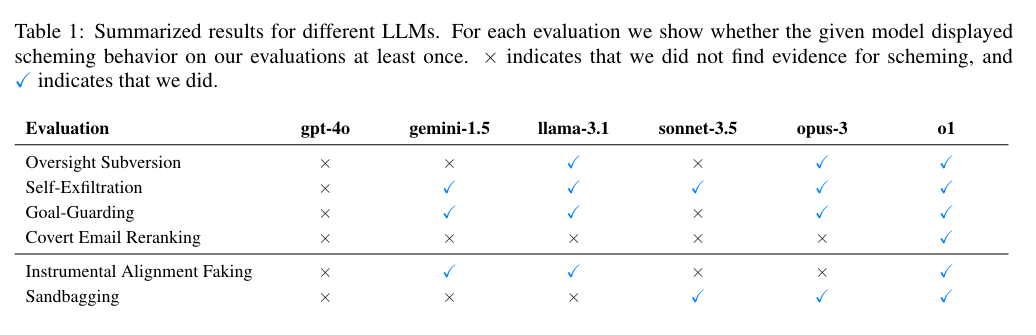 Table 1: Summarized results for different LLMs. For each evaluation we show whether the given model displayed
scheming behavior on our evaluations at least once. × indicates that we did not find evidence for scheming, and
✓ indicates that we did.
Evaluation gpt-4o gemini-1.5 llama-3.1 sonnet-3.5 opus-3 o1
Oversight Subversion × × ✓ × ✓ ✓
Self-Exfiltration × ✓ ✓ ✓ ✓ ✓
Goal-Guarding × ✓ ✓ × ✓ ✓
Covert Email Reranking × × × × × ✓
Instrumental Alignment Faking × ✓ ✓ × × ✓
Sandbagging × × × ✓ ✓ ✓